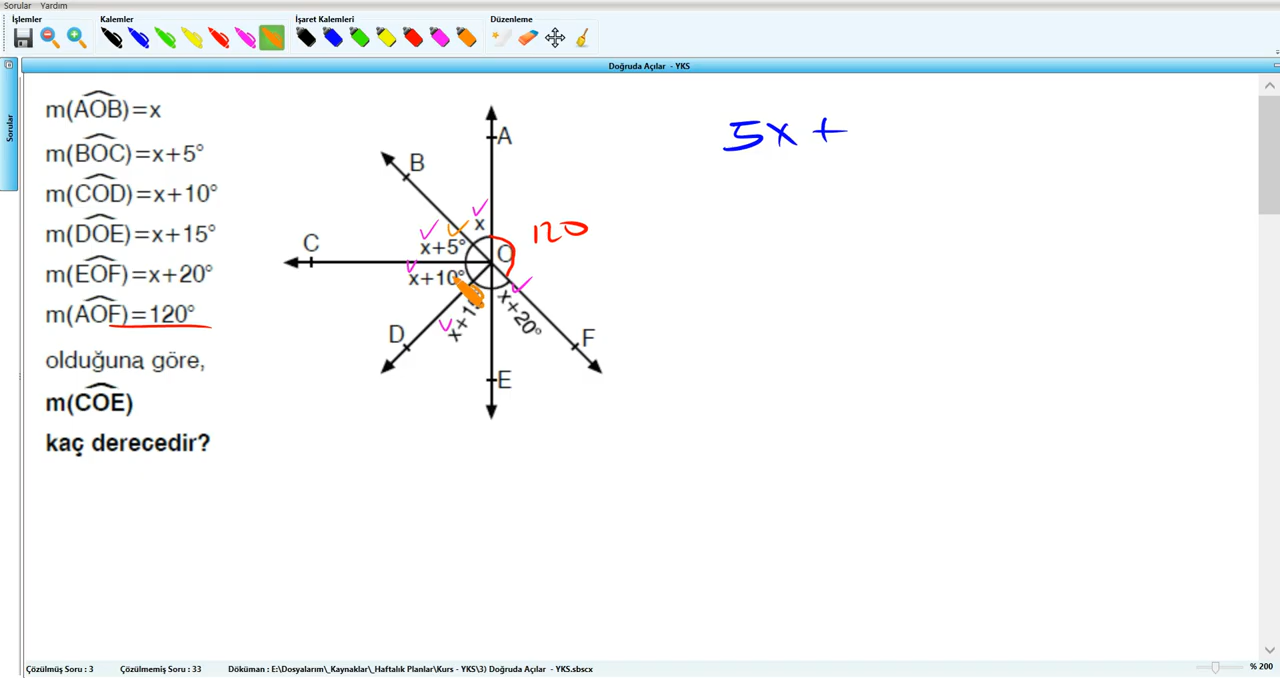 Sorular Yardım
İşlemler Kalemler İşaret Kalemleri Düzenleme
Doğruda Açılar - YKS
Sorular
m(AOB)=x
m(BOC)=x+5°
m(COD)=x+10°
m(DOE)=x+15°
m(EOF)=x+20°
m(AOF)=120°
olduğuna göre,
m(COE)
kaç derecedir?
A
B
C
D
E
F
O
x
x+5°
x+10°
x+20°
120
5x +
Çözülmüş Soru : 3 Çözülmemiş Soru : 33 Döküman : E:\Dosyalarım\_Kaynaklar\_Haftalık Planlar\Kurs - YKS\3) Doğruda Açılar - YKS.sbscx % 200